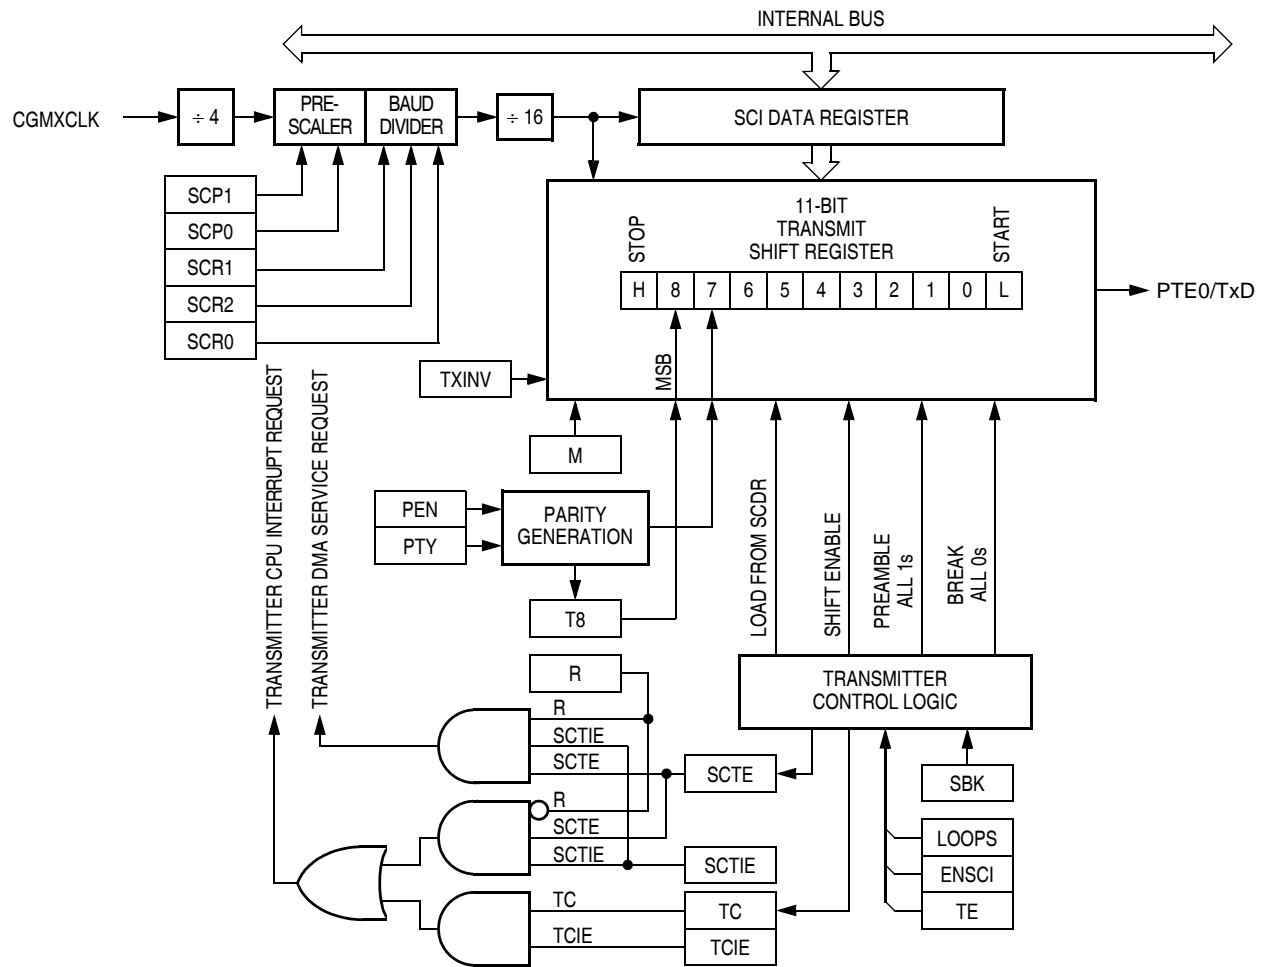 INTERNAL BUS
CGMXCLK
÷ 4
PRE-
SCALER
BAUD
DIVIDER
÷ 16
SCI DATA REGISTER
SCP1
SCP0
SCR1
SCR2
SCR0
11-BIT
TRANSMIT
SHIFT REGISTER
STOP
START
H 8 7 6 5 4 3 2 1 0 L
PTE0/TxD
MSB
TXINV
M
PEN
PTY
PARITY
GENERATION
T8
TRANSMITTER CPU INTERRUPT REQUEST
TRANSMITTER DMA SERVICE REQUEST
LOAD FROM SCDR
SHIFT ENABLE
PREAMBLE
ALL 1s
BREAK
ALL 0s
TRANSMITTER
CONTROL LOGIC
R
R
SCTIE
SCTE
SCTE
R
SCTE
SCTIE
SCTIE
TC
TC
TCIE
TCIE
SBK
LOOPS
ENSCI
TE